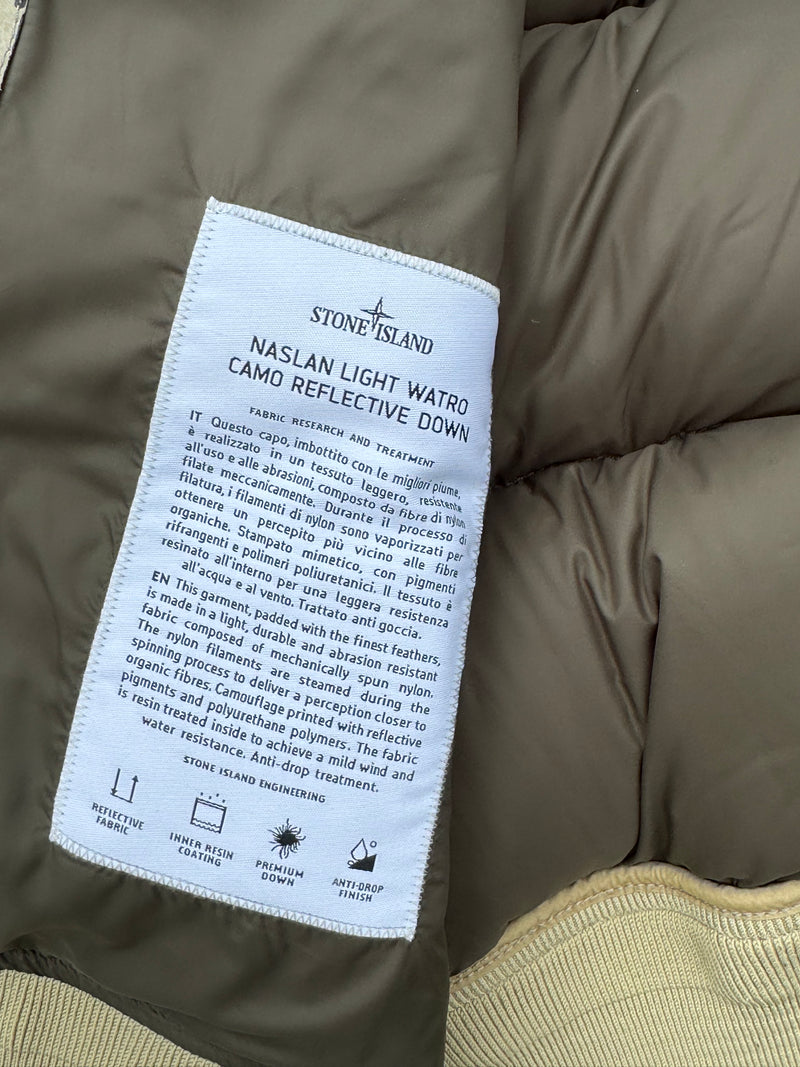 STONE ISLAND
NASLAN LIGHT WATRO
CAMO REFLECTIVE DOWN
FABRIC RESEARCH AND TREATMENT
IT Questo capo, imbottito con le migliori piume,
è realizzato in un tessuto leggero, resistente
all'uso e alle abrasioni, composto da fibre di nylon
filate meccanicamente. Durante il processo di
filatura, i filamenti di nylon sono vaporizzati per
ottenere un percepito più vicino alle fibre
organiche. Stampato mimetico, con pigmenti
rifrangenti e polimeri poliuretanici. Il tessuto è
resinato all'interno per una leggera resistenza
all'acqua e al vento. Trattato anti goccia.
EN This garment, padded with the finest feathers,
is made in a light, durable and abrasion resistant
fabric composed of mechanically spun nylon.
The nylon filaments are steamed during the
spinning process to deliver a perception closer to
organic fibres. Camouflage printed with reflective
pigments and polyurethane polymers. The fabric
is resin treated inside to achieve a mild wind and
water resistance. Anti-drop treatment.
STONE ISLAND ENGINEERING
REFLECTIVE
FABRIC
INNER RESIN
COATING
PREMIUM
DOWN
ANTI-DROP
FINISH